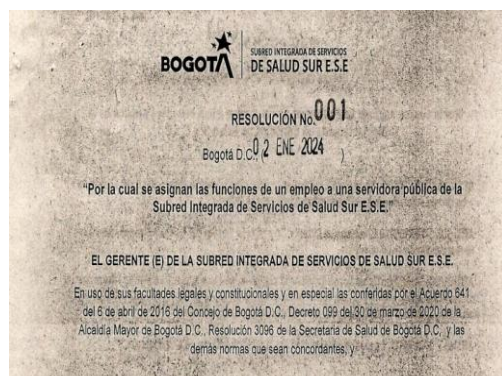 BOGOTÁ
SUBRED INTEGRADA DE SERVICIOS
DE SALUD SUR E.S.E
RESOLUCIÓN No. 001
Bogotá D.C., ( 02 ENE 2024 )
"Por la cual se asignan las funciones de un empleo a una servidora pública de la
Subred Integrada de Servicios de Salud Sur E.S.E."
EL GERENTE (E) DE LA SUBRED INTEGRADA DE SERVICIOS DE SALUD SUR E.S.E.
En uso de sus facultades legales y constitucionales y en especial las conferidas por el Acuerdo 641
del 6 de abril de 2016 del Concejo de Bogotá D.C., Decreto 099 del 30 de marzo de 2020 de la
Alcaldía Mayor de Bogotá D.C., Resolución 3096 de la Secretaría de Salud de Bogotá D.C, y las
demás normas que sean concordantes, y